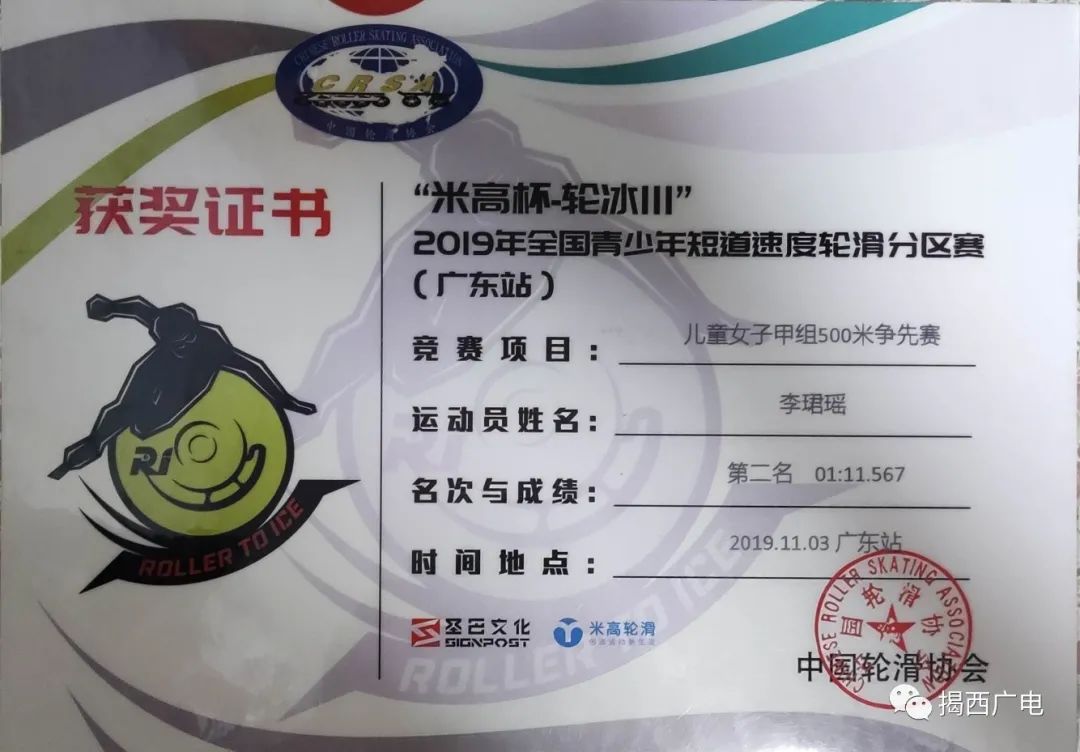 CHINESE ROLLER SKATING ASSOCIATION
CRSA
中国轮滑协会
获奖证书
“米高杯-轮冰川”
2019年全国青少年短道速度轮滑分区赛
(广东站)
竞赛项目: 儿童女子甲组500米争先赛
运动员姓名: 李珺瑶
名次与成绩: 第二名 01:11.567
时间地点: 2019.11.03 广东站
Ri
ROLLER TO ICE
ROLLER TO ICE
SIGNPOST
米高轮滑
CHINESE ROLLER SKATING ASSOCIATION
中国轮滑协会
中国轮滑协会
揭西广电